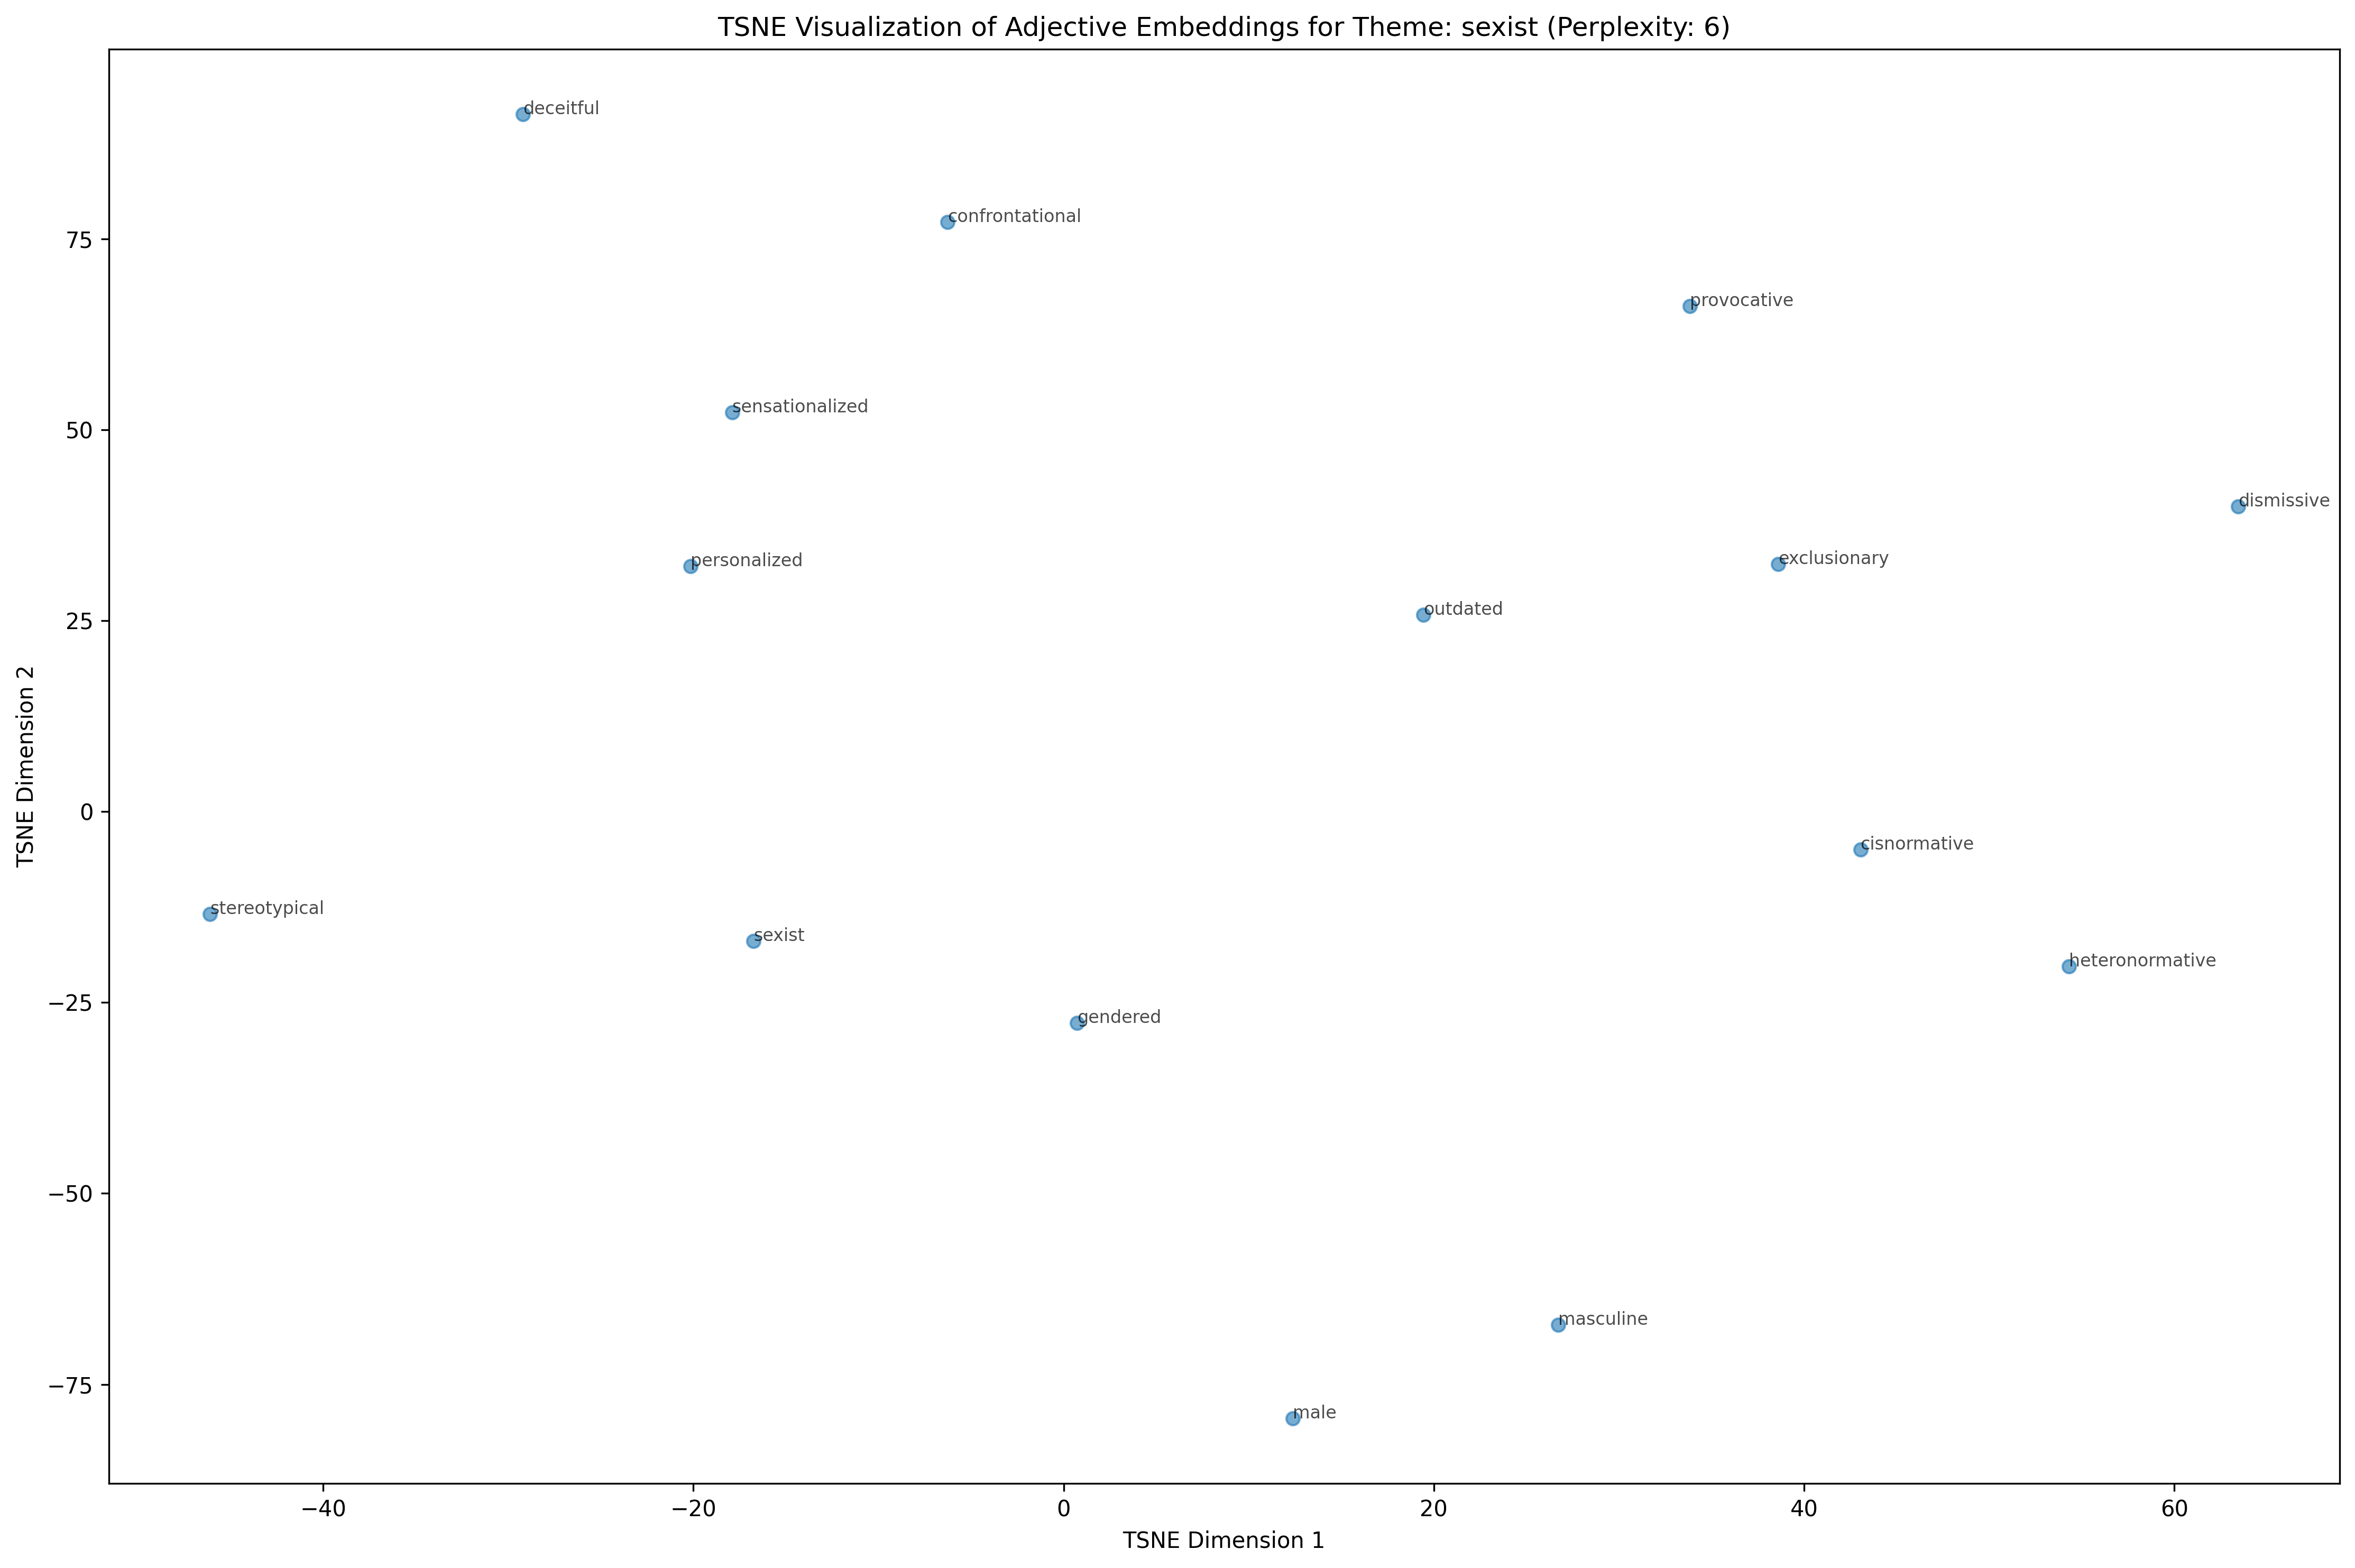 TSNE Visualization of Adjective Embeddings for Theme: sexist (Perplexity: 6)
deceitful
confrontational
provocative
sensationalized
dismissive
personalized
exclusionary
outdated
cisnormative
stereotypical
sexist
heteronormative
gendered
masculine
male
75
50
25
0
−25
−50
−75
TSNE Dimension 2
−40
−20
0
20
40
60
TSNE Dimension 1